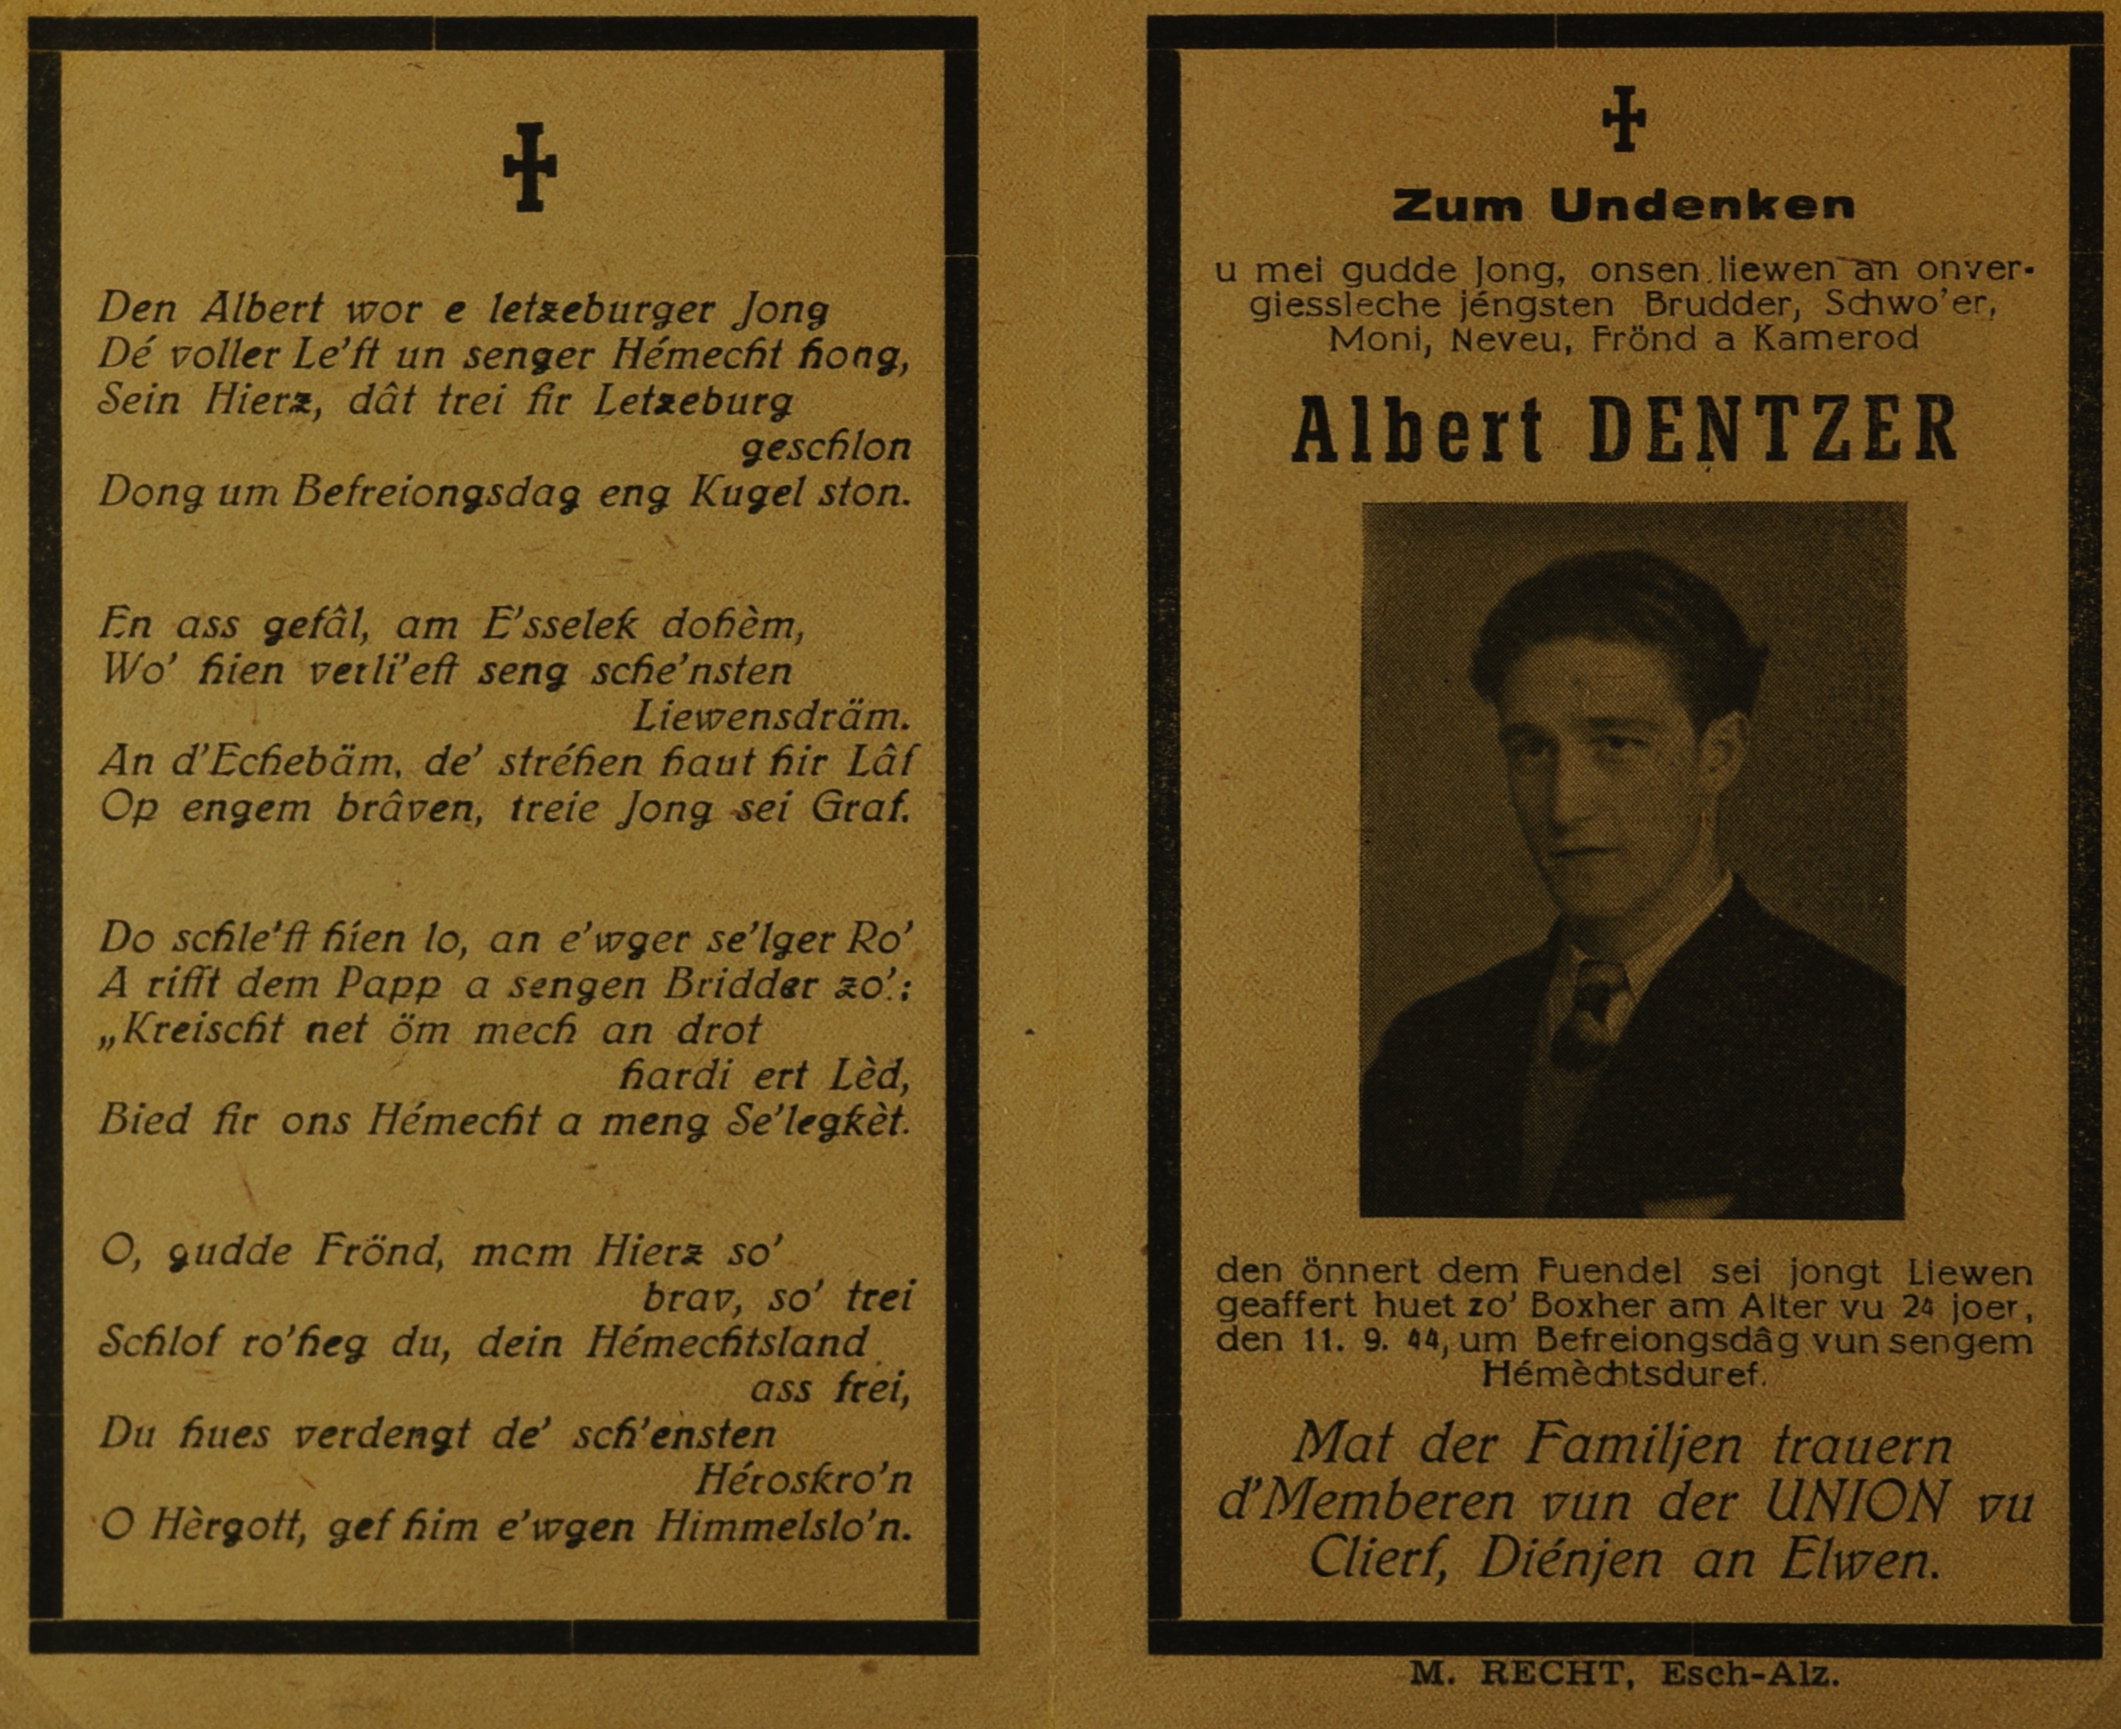 Den Albert wor e letzeburger Jong
Dé voller Le’ft un senger Hémecht hong,
Sein Hierz, dât trei fir Letzeburg
geschlon
Dong um Befreiongsdag eng Kugel ston.
En ass gefâl, am E’sselek dohèm,
Wo’ hien verli’eft seng sche’nsten
Liewensdräm.
An d’Echebäm, de’ stréhen haut hir Lâf
Op engem brâven, treie Jong sei Graf.
Do schle’ft hien lo, an e’wger se’lger Ro’
A rifft dem Papp a sengen Bridder zo’:
„Kreischt net öm mech an drot
hardi ert Lèd,
Bied fir ons Hémecht a meng Se’legkèt.
O, gudde Frönd, mam Hierz so’
brav, so’ trei
Schlof ro’heg du, dein Hémechtsland
ass frei,
Du hues verdengt de’ sch’ensten
Héroskro’n
O Hèrgott, gef him e’wgen Himmelslo’n.
Zum Undenken
u mei gudde Jong, onsen liewen an onver-
giessleche jéngsten Brudder, Schwo’er,
Moni, Neveu, Frönd a Kamerod
Albert DENTZER
den önnert dem Fuendel sei jongt Liewen
geaffert huet zo’ Boxher am Alter vu 24 joer,
den 11. 9. 44, um Befreiongsdâg vun sengem
Hémèchtsduref.
Mat der Familjen trauern
d’Memberen vun der UNION vu
Clierf, Diénjen an Elwen.
M. RECHT, Esch-Alz.